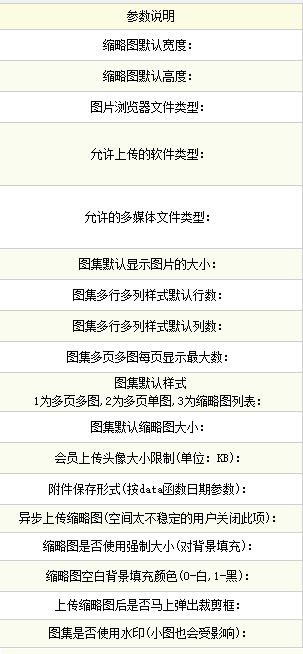 参数说明
缩略图默认宽度：
缩略图默认高度：
图片浏览器文件类型：
允许上传的软件类型：
允许的多媒体文件类型：
图集默认显示图片的大小：
图集多行多列样式默认行数：
图集多行多列样式默认列数：
图集多页多图每页显示最大数：
图集默认样式
1为多页多图,2为多页单图,3为缩略图列表：
图集默认缩略图大小：
会员上传头像大小限制(单位：KB)：
附件保存形式(按data函数日期参数)：
异步上传缩略图(空间太不稳定的用户关闭此项)：
缩略图是否使用强制大小(对背景填充)：
缩略图空白背景填充颜色(0-白,1-黑)：
上传缩略图后是否马上弹出裁剪框：
图集是否使用水印(小图也会受影响)：